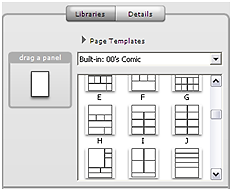 Libraries Details
Page Templates
drag a panel
Built-in: 00's Comic
E F G
H I J